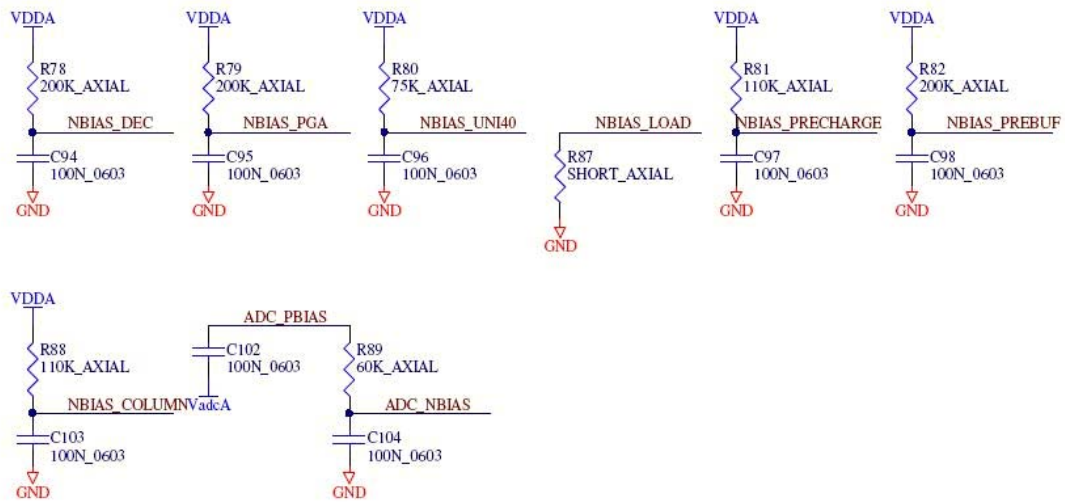 VDDA
VDDA
VDDA
VDDA
VDDA
R78
200K_AXIAL
R79
200K_AXIAL
R80
75K_AXIAL
R81
110K_AXIAL
R82
200K_AXIAL
NBIAS_DEC
NBIAS_PGA
NBIAS_UNI40
NBIAS_LOAD
NBIAS_PRECHARGE
NBIAS_PREBUF
C94
100N_0603
C95
100N_0603
C96
100N_0603
R87
SHORT_AXIAL
C97
100N_0603
C98
100N_0603
GND
GND
GND
GND
GND
GND
VDDA
ADC_PBIAS
R88
110K_AXIAL
C102
100N_0603
R89
60K_AXIAL
NBIAS_COLUMN
VadcA
ADC_NBIAS
C103
100N_0603
C104
100N_0603
GND
GND